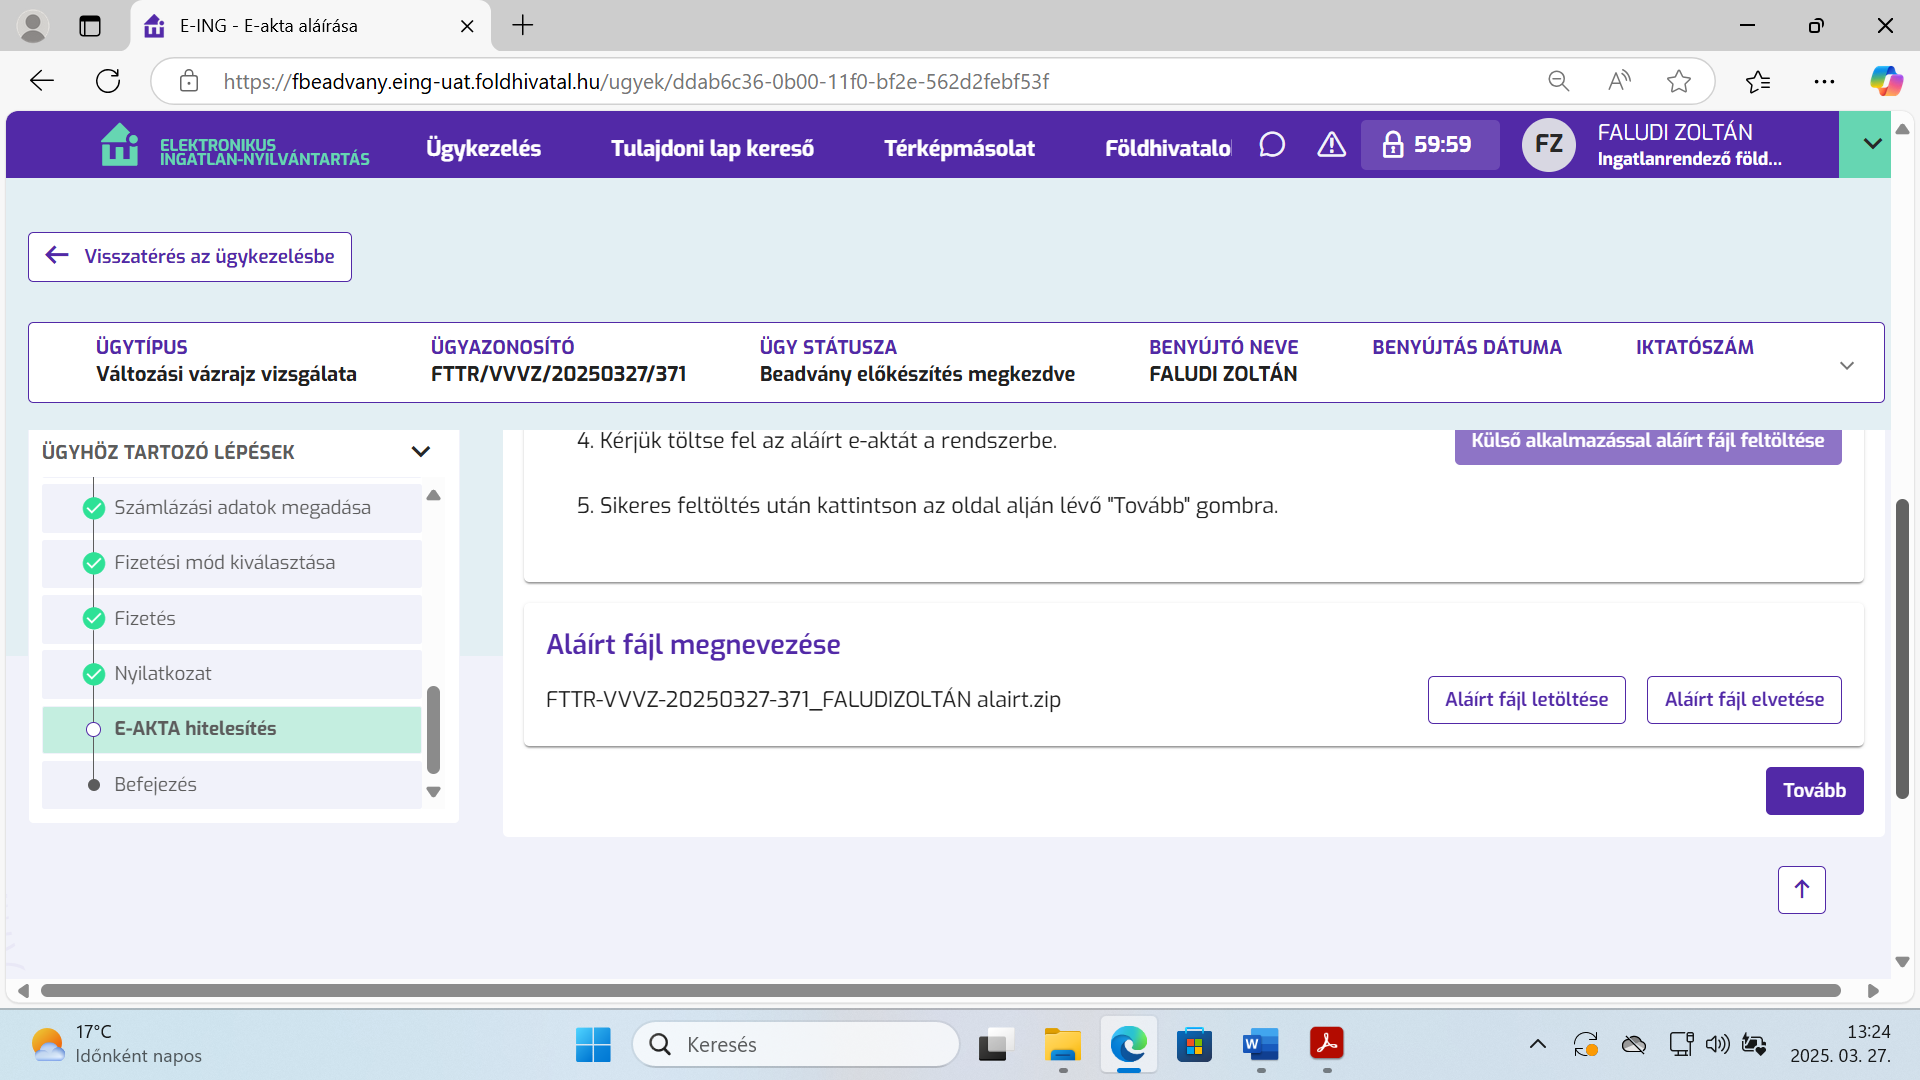 E-ING - E-akta aláírása
https://fbeadvany.eing-uat.foldhivatal.hu/ugyek/ddab6c36-0b00-11f0-bf2e-562d2febf53f
ELEKTRONIKUS
INGATLAN-NYILVÁNTARTÁS
Ügykezelés
Tulajdoni lap kereső
Térképmásolat
Földhivatalo
59:59
FZ
FALUDI ZOLTÁN
Ingatlanrendező föld...
Visszatérés az ügykezelésbe
ÜGYTÍPUS
Változási vázrajz vizsgálata
ÜGYAZONOSÍTÓ
FTTR/VVVZ/20250327/371
ÜGY STÁTUSZA
Beadvány előkészítés megkezdve
BENYÚJTÓ NEVE
FALUDI ZOLTÁN
BENYÚJTÁS DÁTUMA
IKTATÓSZÁM
ÜGYHÖZ TARTOZÓ LÉPÉSEK
Számlázási adatok megadása
Fizetési mód kiválasztása
Fizetés
Nyilatkozat
E-AKTA hitelesítés
Befejezés
4. Kérjük töltse fel az aláírt e-aktát a rendszerbe.
Külső alkalmazással aláírt fájl feltöltése
5. Sikeres feltöltés után kattintson az oldal alján lévő "Tovább" gombra.
Aláírt fájl megnevezése
FTTR-VVVZ-20250327-371_FALUDIZOLTÁN alairt.zip
Aláírt fájl letöltése
Aláírt fájl elvetése
Tovább
17°C
Időnként napos
Keresés
13:24
2025. 03. 27.